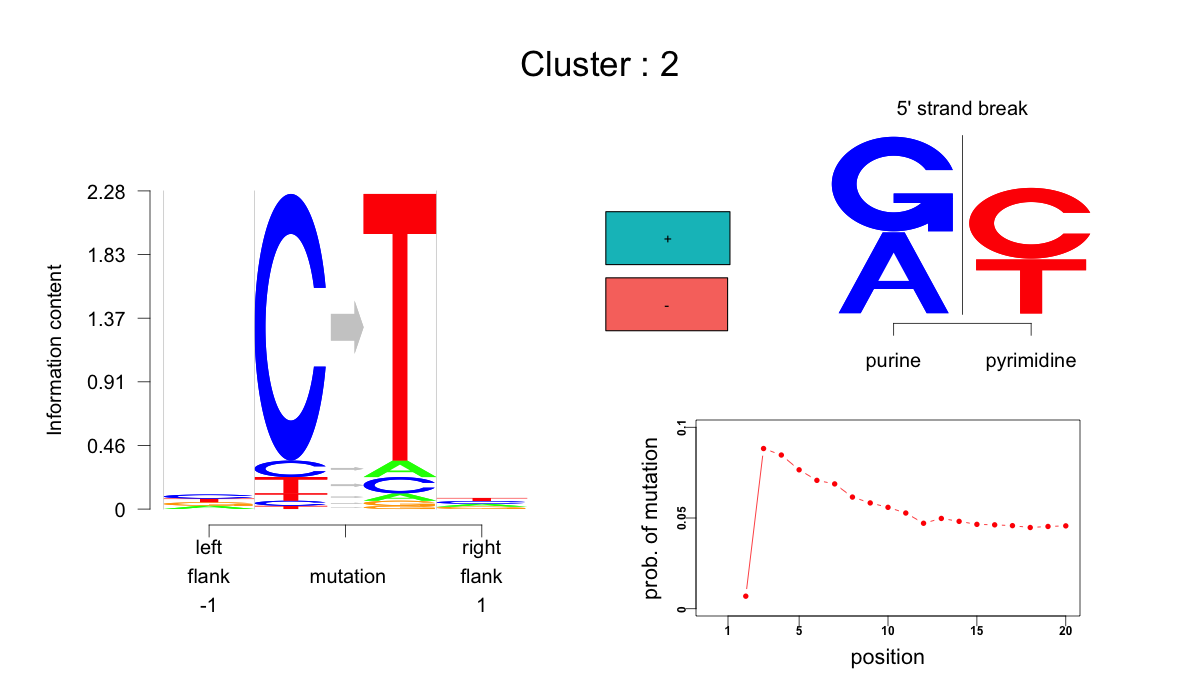 Cluster : 2
5' strand break
G
C
A
T
purine
pyrimidine
Information content
2.28
1.83
1.37
0.91
0.46
0
C
T
C
A
T
C
A
left
flank
-1
mutation
right
flank
1
+
-
prob. of mutation
0.1
0.05
0
1
5
10
15
20
position